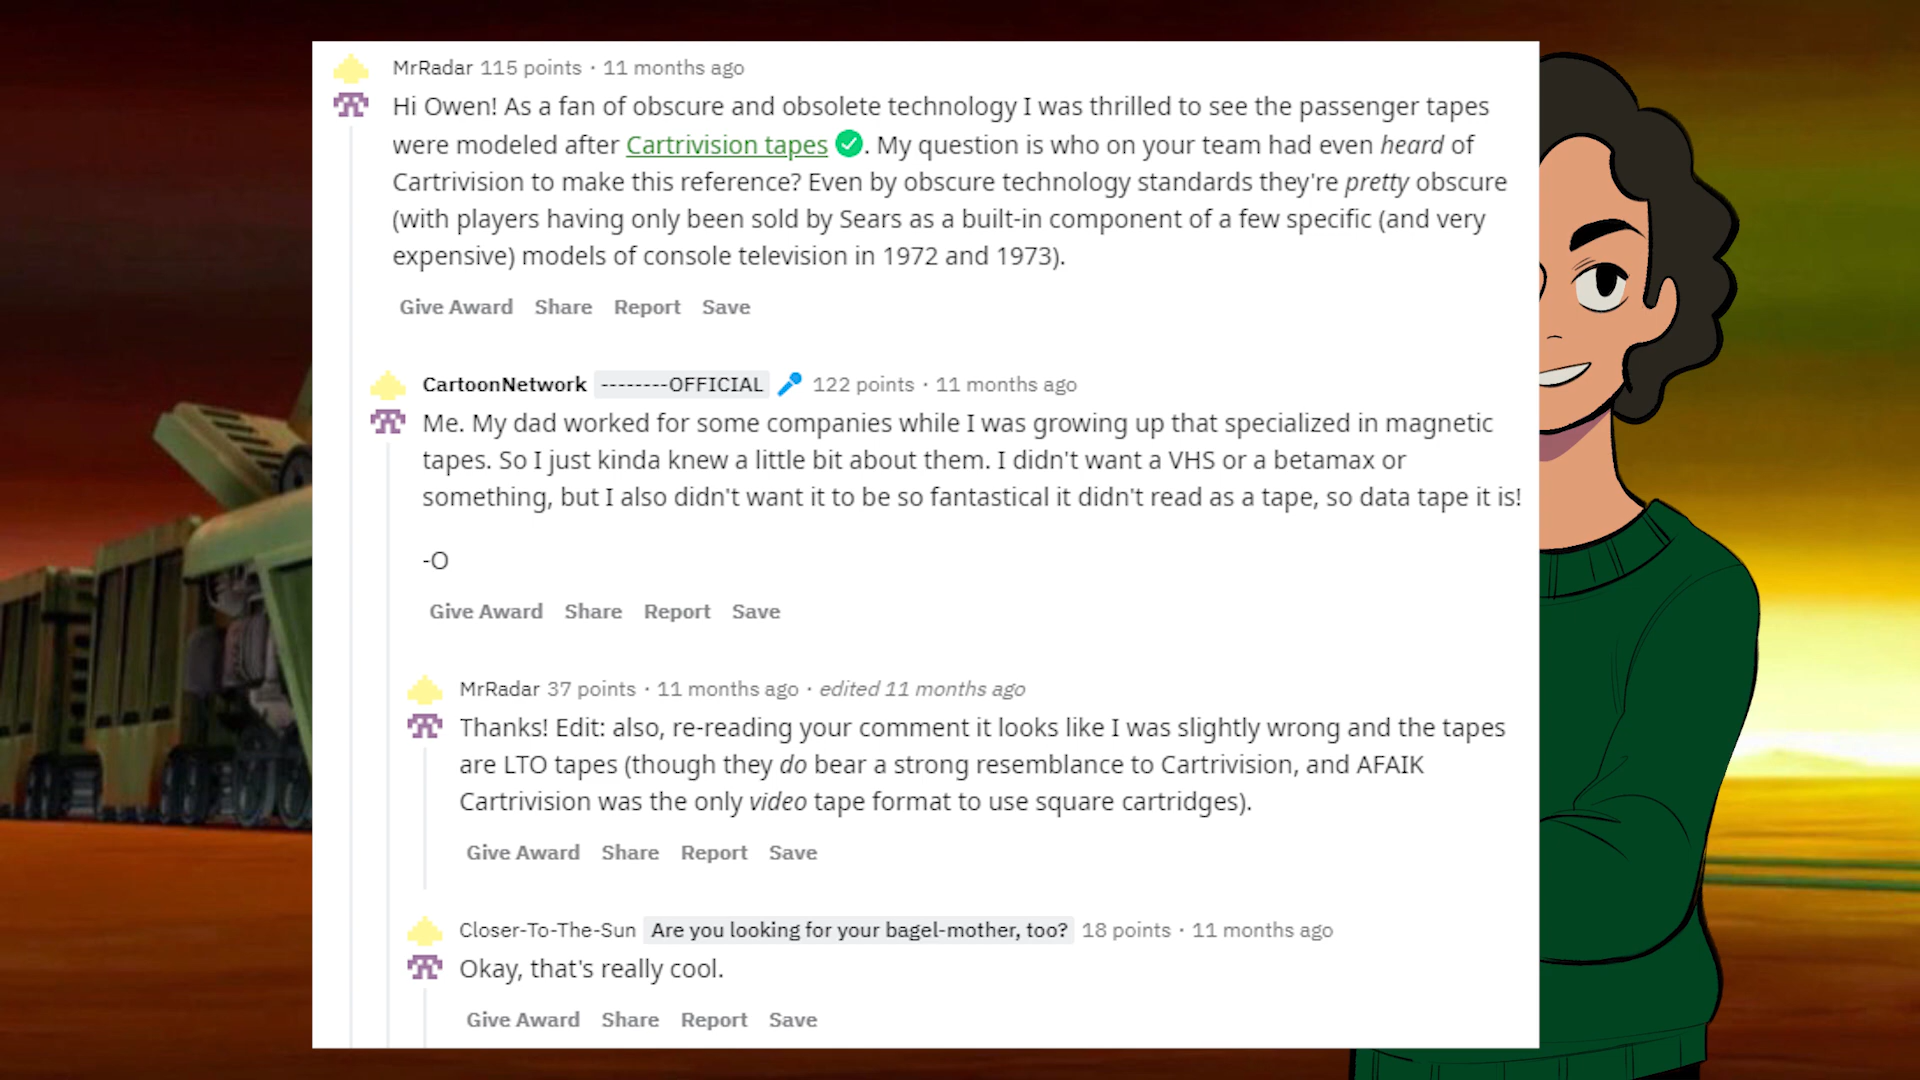 MrRadar 115 points · 11 months ago
Hi Owen! As a fan of obscure and obsolete technology I was thrilled to see the passenger tapes
were modeled after Cartrivision tapes. My question is who on your team had even heard of
Cartrivision to make this reference? Even by obscure technology standards they're pretty obscure
(with players having only been sold by Sears as a built-in component of a few specific (and very
expensive) models of console television in 1972 and 1973).
Give Award Share Report Save
CartoonNetwork --------OFFICIAL 122 points · 11 months ago
Me. My dad worked for some companies while I was growing up that specialized in magnetic
tapes. So I just kinda knew a little bit about them. I didn't want a VHS or a betamax or
something, but I also didn't want it to be so fantastical it didn't read as a tape, so data tape it is!
-O
Give Award Share Report Save
MrRadar 37 points · 11 months ago · edited 11 months ago
Thanks! Edit: also, re-reading your comment it looks like I was slightly wrong and the tapes
are LTO tapes (though they do bear a strong resemblance to Cartrivision, and AFAIK
Cartrivision was the only video tape format to use square cartridges).
Give Award Share Report Save
Closer-To-The-Sun Are you looking for your bagel-mother, too? 18 points · 11 months ago
Okay, that's really cool.
Give Award Share Report Save